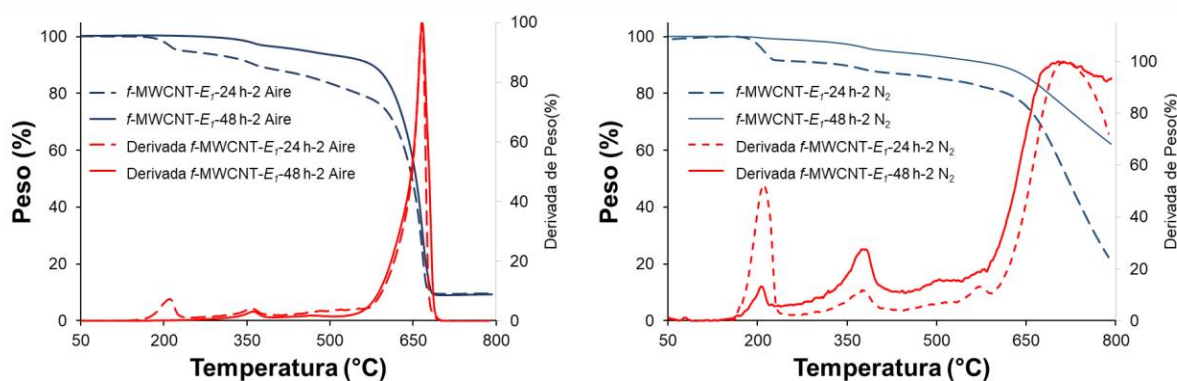 100
80
60
40
20
0
Peso (%)
f-MWCNT-E₁-24 h-2 Aire
f-MWCNT-E₁-48 h-2 Aire
Derivada f-MWCNT-E₁-24 h-2 Aire
Derivada f-MWCNT-E₁-48 h-2 Aire
100
80
60
40
20
0
Derivada de Peso(%)
50 200 350 500 650 800
Temperatura (°C)
100
80
60
40
20
0
Peso (%)
f-MWCNT-E₁-24 h-2 N₂
f-MWCNT-E₁-48 h-2 N₂
Derivada f-MWCNT-E₁-24 h-2 N₂
Derivada f-MWCNT-E₁-48 h-2 N₂
100
80
60
40
20
0
Derivada de Peso(%)
50 200 350 500 650 800
Temperatura (°C)